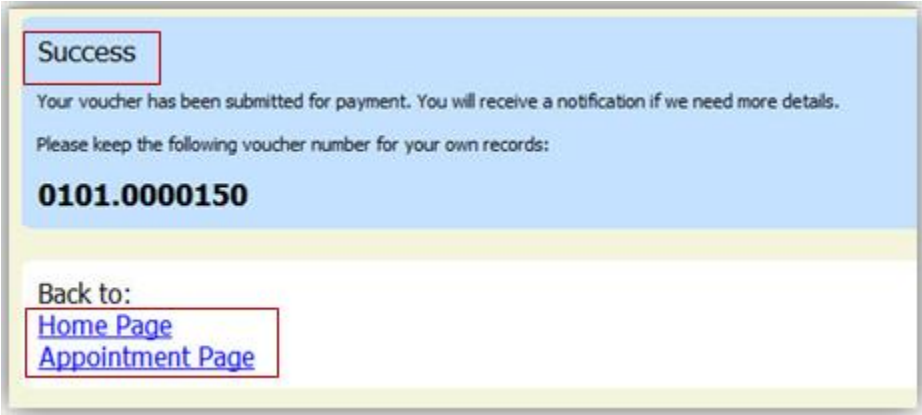 Success
Your voucher has been submitted for payment. You will receive a notification if we need more details.
Please keep the following voucher number for your own records:
0101.0000150
Back to:
Home Page
Appointment Page